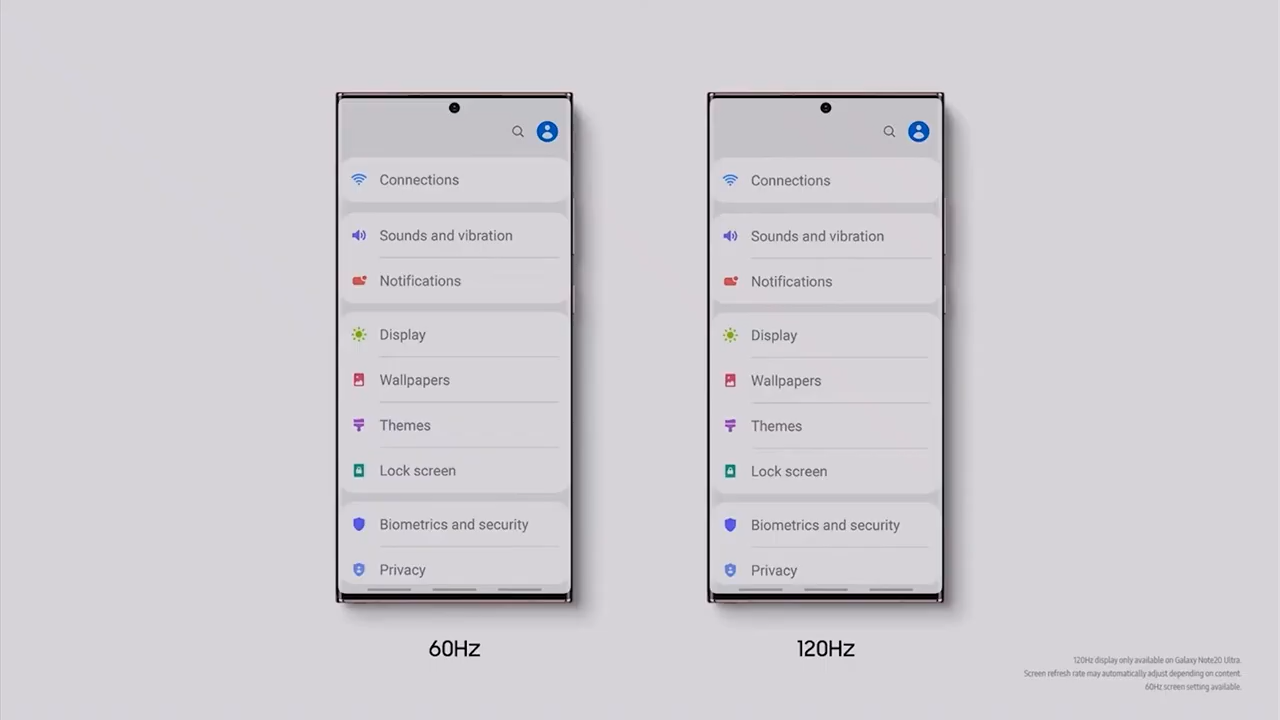 Connections
Sounds and vibration
Notifications
Display
Wallpapers
Themes
Lock screen
Biometrics and security
Privacy
60Hz
Connections
Sounds and vibration
Notifications
Display
Wallpapers
Themes
Lock screen
Biometrics and security
Privacy
120Hz
120Hz display only available on Galaxy Note20 Ultra.
Screen refresh rate may automatically adjust depending on content.
60Hz screen setting available.